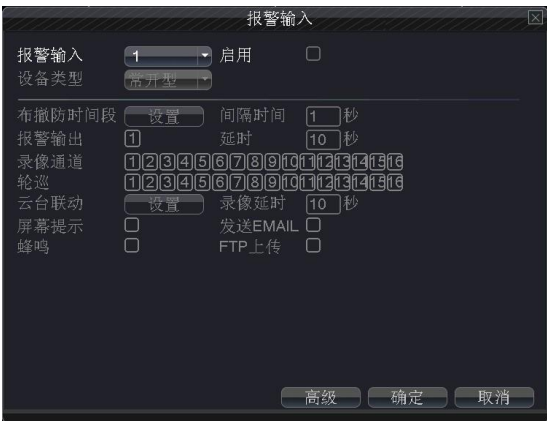 报警输入
报警输入 1 启用
设备类型 常开型
布撤防时间段 设置 间隔时间 1 秒
报警输出 1 延时 10 秒
录像通道 1 2 3 4 5 6 7 8 9 10 11 12 13 14 15 16
轮巡 1 2 3 4 5 6 7 8 9 10 11 12 13 14 15 16
云台联动 设置 录像延时 10 秒
屏幕提示 发送EMAIL
蜂鸣 FTP上传
高级 确定 取消